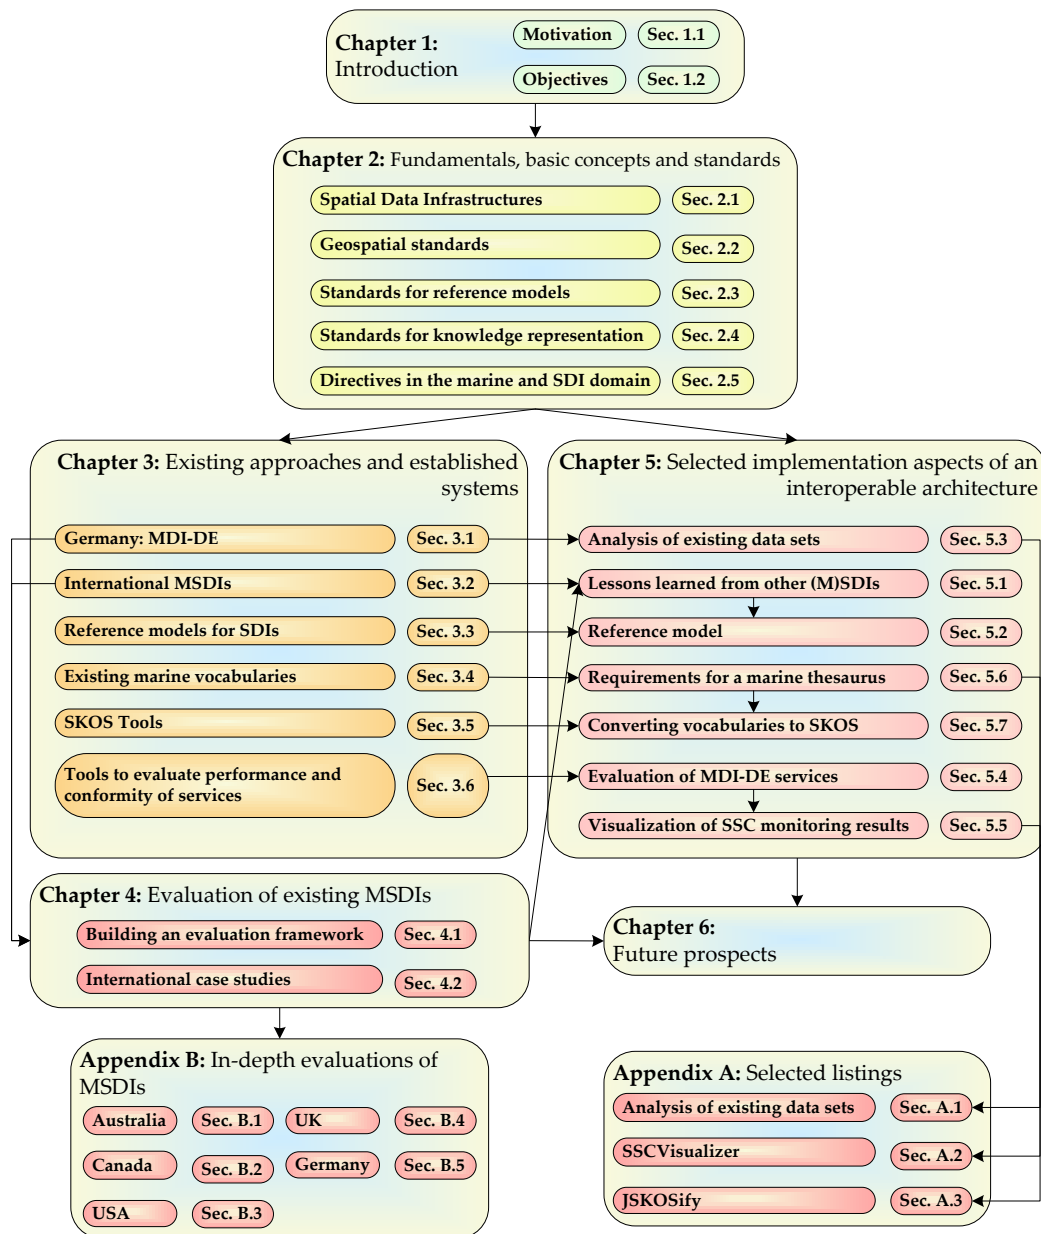 Chapter 1:
Introduction
Motivation Sec. 1.1
Objectives Sec. 1.2
Chapter 2: Fundamentals, basic concepts and standards
Spatial Data Infrastructures Sec. 2.1
Geospatial standards Sec. 2.2
Standards for reference models Sec. 2.3
Standards for knowledge representation Sec. 2.4
Directives in the marine and SDI domain Sec. 2.5
Chapter 3: Existing approaches and established
systems
Germany: MDI-DE Sec. 3.1
International MSDIs Sec. 3.2
Reference models for SDIs Sec. 3.3
Existing marine vocabularies Sec. 3.4
SKOS Tools Sec. 3.5
Tools to evaluate performance and
conformity of services Sec. 3.6
Chapter 5: Selected implementation aspects of an
interoperable architecture
Analysis of existing data sets Sec. 5.3
Lessons learned from other (M)SDIs Sec. 5.1
Reference model Sec. 5.2
Requirements for a marine thesaurus Sec. 5.6
Converting vocabularies to SKOS Sec. 5.7
Evaluation of MDI-DE services Sec. 5.4
Visualization of SSC monitoring results Sec. 5.5
Chapter 4: Evaluation of existing MSDIs
Building an evaluation framework Sec. 4.1
International case studies Sec. 4.2
Chapter 6:
Future prospects
Appendix B: In-depth evaluations of
MSDIs
Australia Sec. B.1 UK Sec. B.4
Canada Sec. B.2 Germany Sec. B.5
USA Sec. B.3
Appendix A: Selected listings
Analysis of existing data sets Sec. A.1
SSCVisualizer Sec. A.2
JSKOSify Sec. A.3